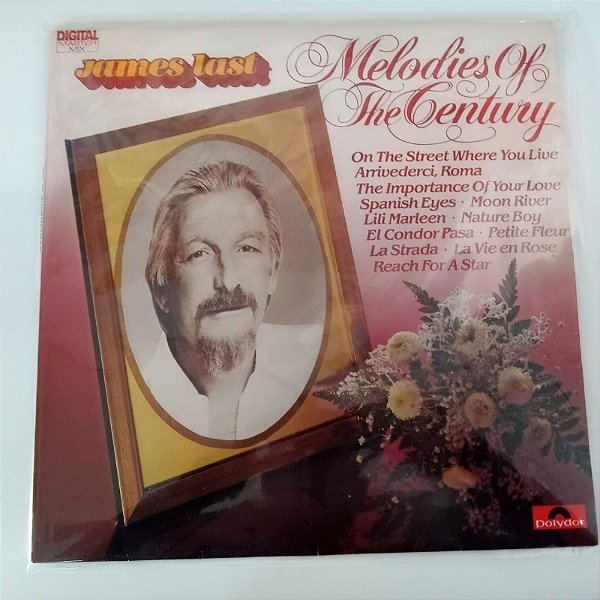 DIGITAL
MASTER
MIX
James Last
Melodies Of
The Century
On The Street Where You Live
Arrivederci, Roma
The Importance Of Your Love
Spanish Eyes · Moon River
Lili Marleen · Nature Boy
El Condor Pasa · Petite Fleur
La Strada · La Vie en Rose
Reach For A Star
Polydor